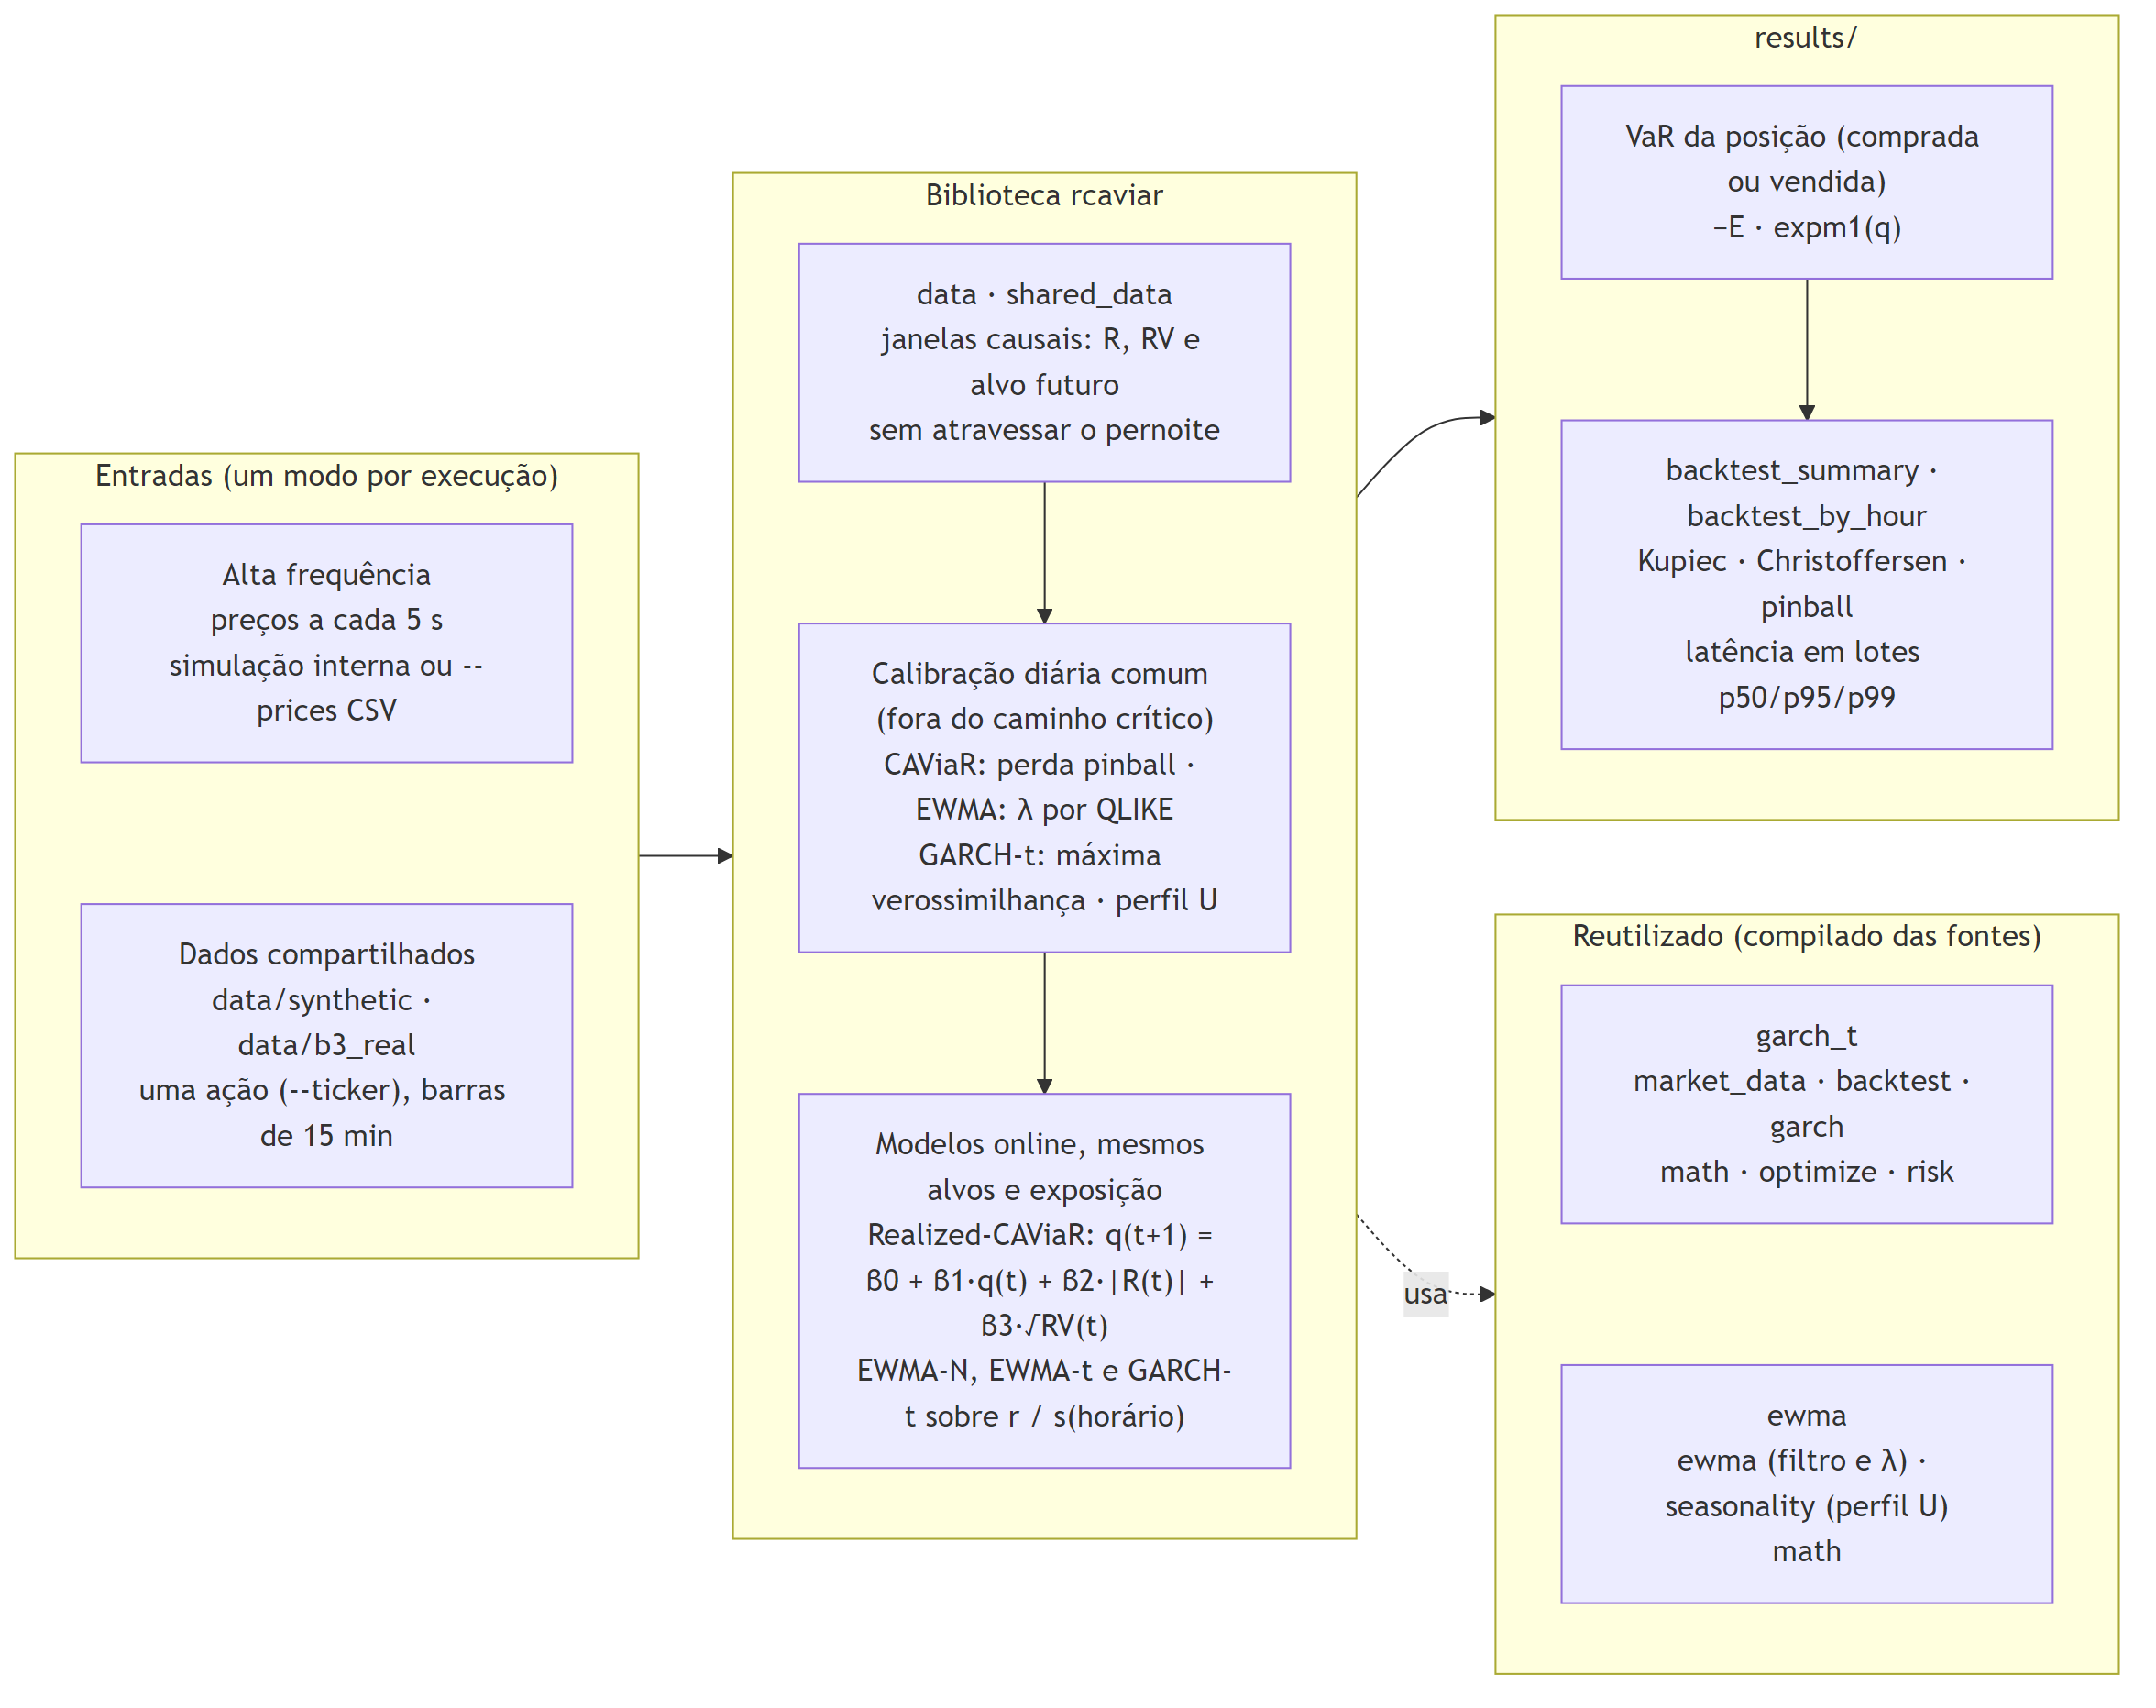 Entradas (um modo por execução)
Alta frequência
preços a cada 5 s
simulação interna ou --
prices CSV
Dados compartilhados
data/synthetic ·
data/b3_real
uma ação (--ticker), barras
de 15 min
Biblioteca rcaviar
data · shared_data
janelas causais: R, RV e
alvo futuro
sem atravessar o pernoite
Calibração diária comum
(fora do caminho crítico)
CAViaR: perda pinball ·
EWMA: λ por QLIKE
GARCH-t: máxima
verossimilhança · perfil U
Modelos online, mesmos
alvos e exposição
Realized-CAViaR: q(t+1) =
β0 + β1·q(t) + β2·|R(t)| +
β3·√RV(t)
EWMA-N, EWMA-t e GARCH-
t sobre r / s(horário)
results/
VaR da posição (comprada
ou vendida)
−E · expm1(q)
backtest_summary ·
backtest_by_hour
Kupiec · Christoffersen ·
pinball
latência em lotes
p50/p95/p99
usa
Reutilizado (compilado das fontes)
garch_t
market_data · backtest ·
garch
math · optimize · risk
ewma
ewma (filtro e λ) ·
seasonality (perfil U)
math